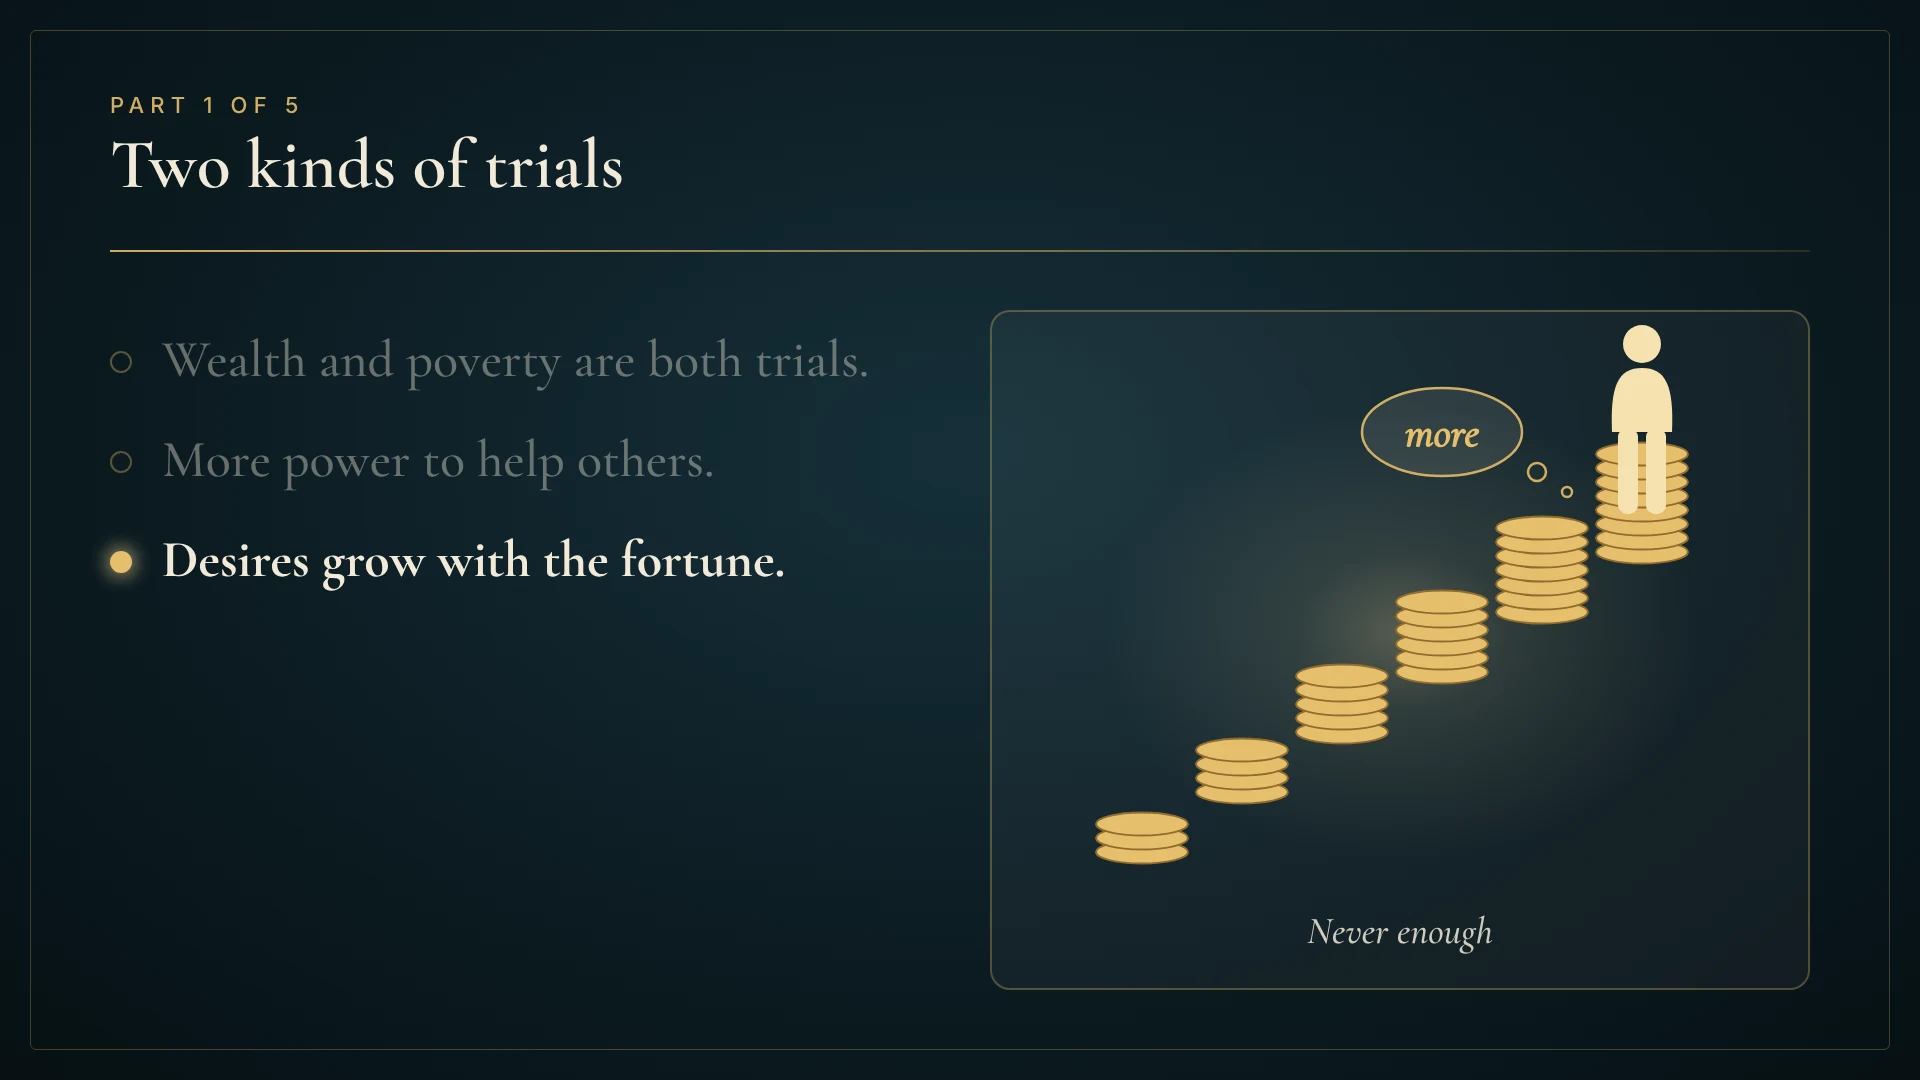 PART 1 OF 5
Two kinds of trials
Wealth and poverty are both trials.
More power to help others.
Desires grow with the fortune.
more
Never enough